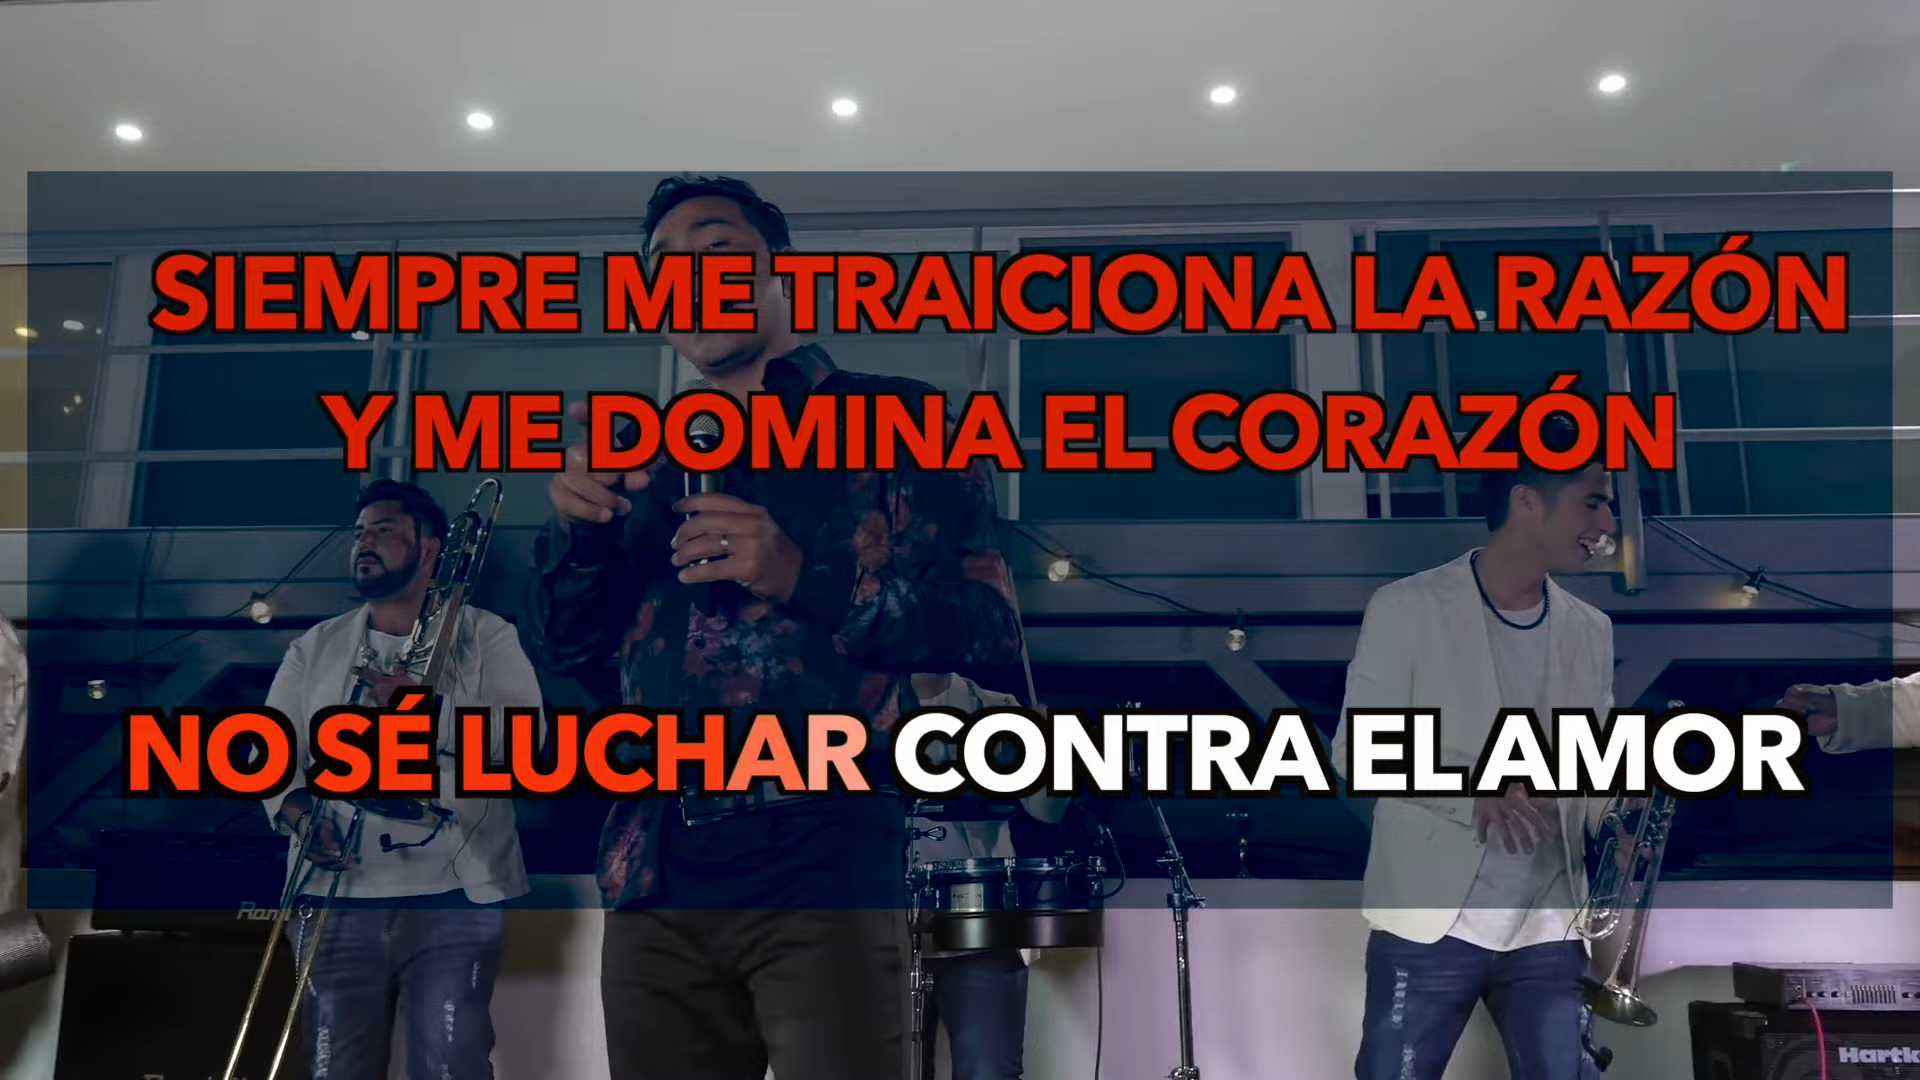 SIEMPRE ME TRAICIONA LA RAZÓN
Y ME DOMINA EL CORAZÓN
NO SÉ LUCHAR CONTRA EL AMOR